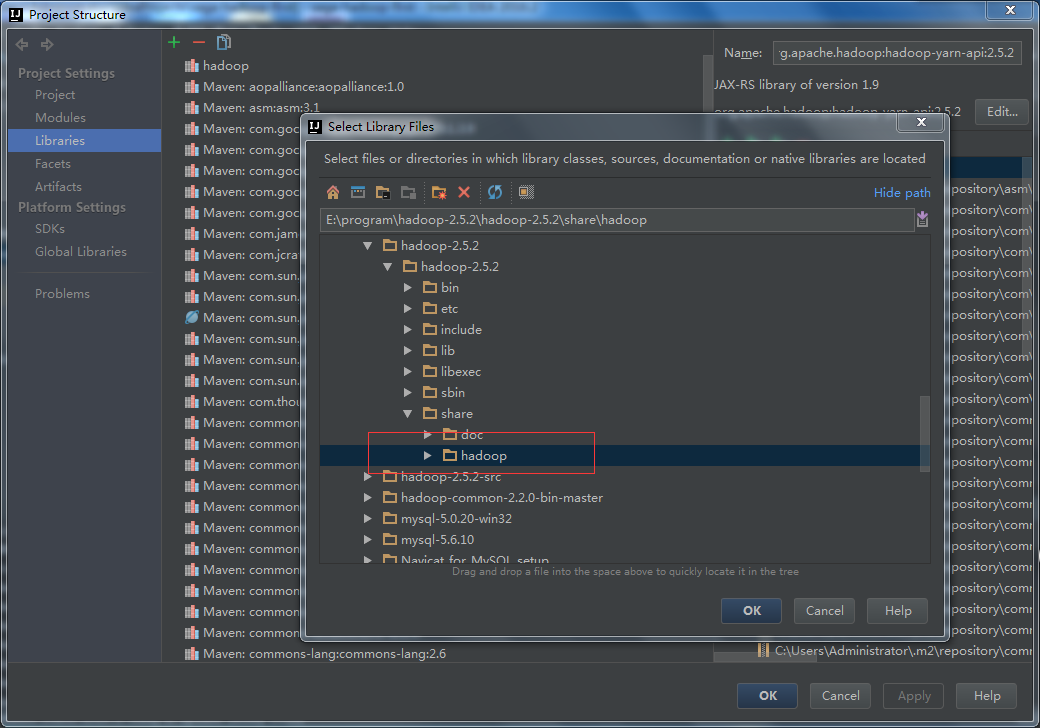 Project Structure
Project Settings
Project
Modules
Libraries
Facets
Artifacts
Platform Settings
SDKs
Global Libraries
Problems
hadoop
Maven: aopalliance:aopalliance:1.0
Maven: asm:asm:3.1
Maven: com.goo
Maven: com.goo
Maven: com.goo
Maven: com.goo
Maven: com.goo
Maven: com.jam
Maven: com.jcra
Maven: com.sun.
Maven: com.sun.
Maven: com.sun.
Maven: com.sun.
Maven: com.sun.
Maven: com.sun.
Maven: com.thou
Maven: common
Maven: common
Maven: common
Maven: common
Maven: common
Maven: common
Maven: common
Maven: common
Maven: common
Maven: common
Maven: common
Maven: commons-lang:commons-lang:2.6
Name: g.apache.hadoop:hadoop-yarn-api:2.5.2
JAX-RS library of version 1.9
org.apache.hadoop:hadoop-yarn-api:2.5.2
Edit...
Select Library Files
Select files or directories in which library classes, sources, documentation or native libraries are located
Hide path
E:\program\hadoop-2.5.2\hadoop-2.5.2\share\hadoop
hadoop-2.5.2
hadoop-2.5.2
bin
etc
include
lib
libexec
sbin
share
doc
hadoop
hadoop-2.5.2-src
hadoop-common-2.2.0-bin-master
mysql-5.0.20-win32
mysql-5.6.10
Navicat_for_MySQL_setup
Drag and drop a file into the space above to quickly locate it in the tree
OK
Cancel
Help
pository\asm\
pository\com\
pository\com\
pository\com\
pository\com\
pository\com\
pository\com\
pository\com\
pository\com\
pository\com\
pository\com\
pository\com\
pository\com\
pository\com\
pository\com\
pository\com
pository\com
pository\com
pository\com
pository\com
pository\com
pository\com
C:\Users\Administrator\.m2\repository\com
OK
Cancel
Apply
Help